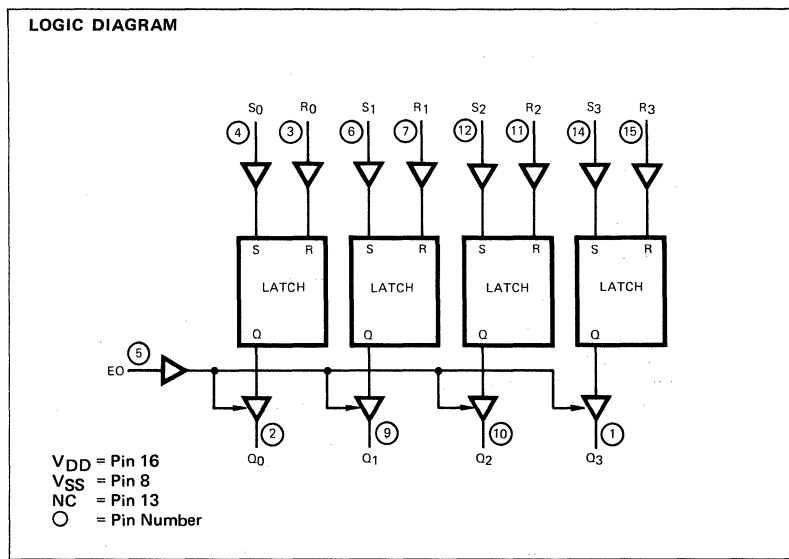 LOGIC DIAGRAM
S0 R0 S1 R1 S2 R2 S3 R3
4 3 6 7 12 11 14 15
S R S R S R S R
LATCH LATCH LATCH LATCH
Q Q Q Q
5
EO
2 9 10 1
Q0 Q1 Q2 Q3
VDD = Pin 16
VSS = Pin 8
NC = Pin 13
○ = Pin Number